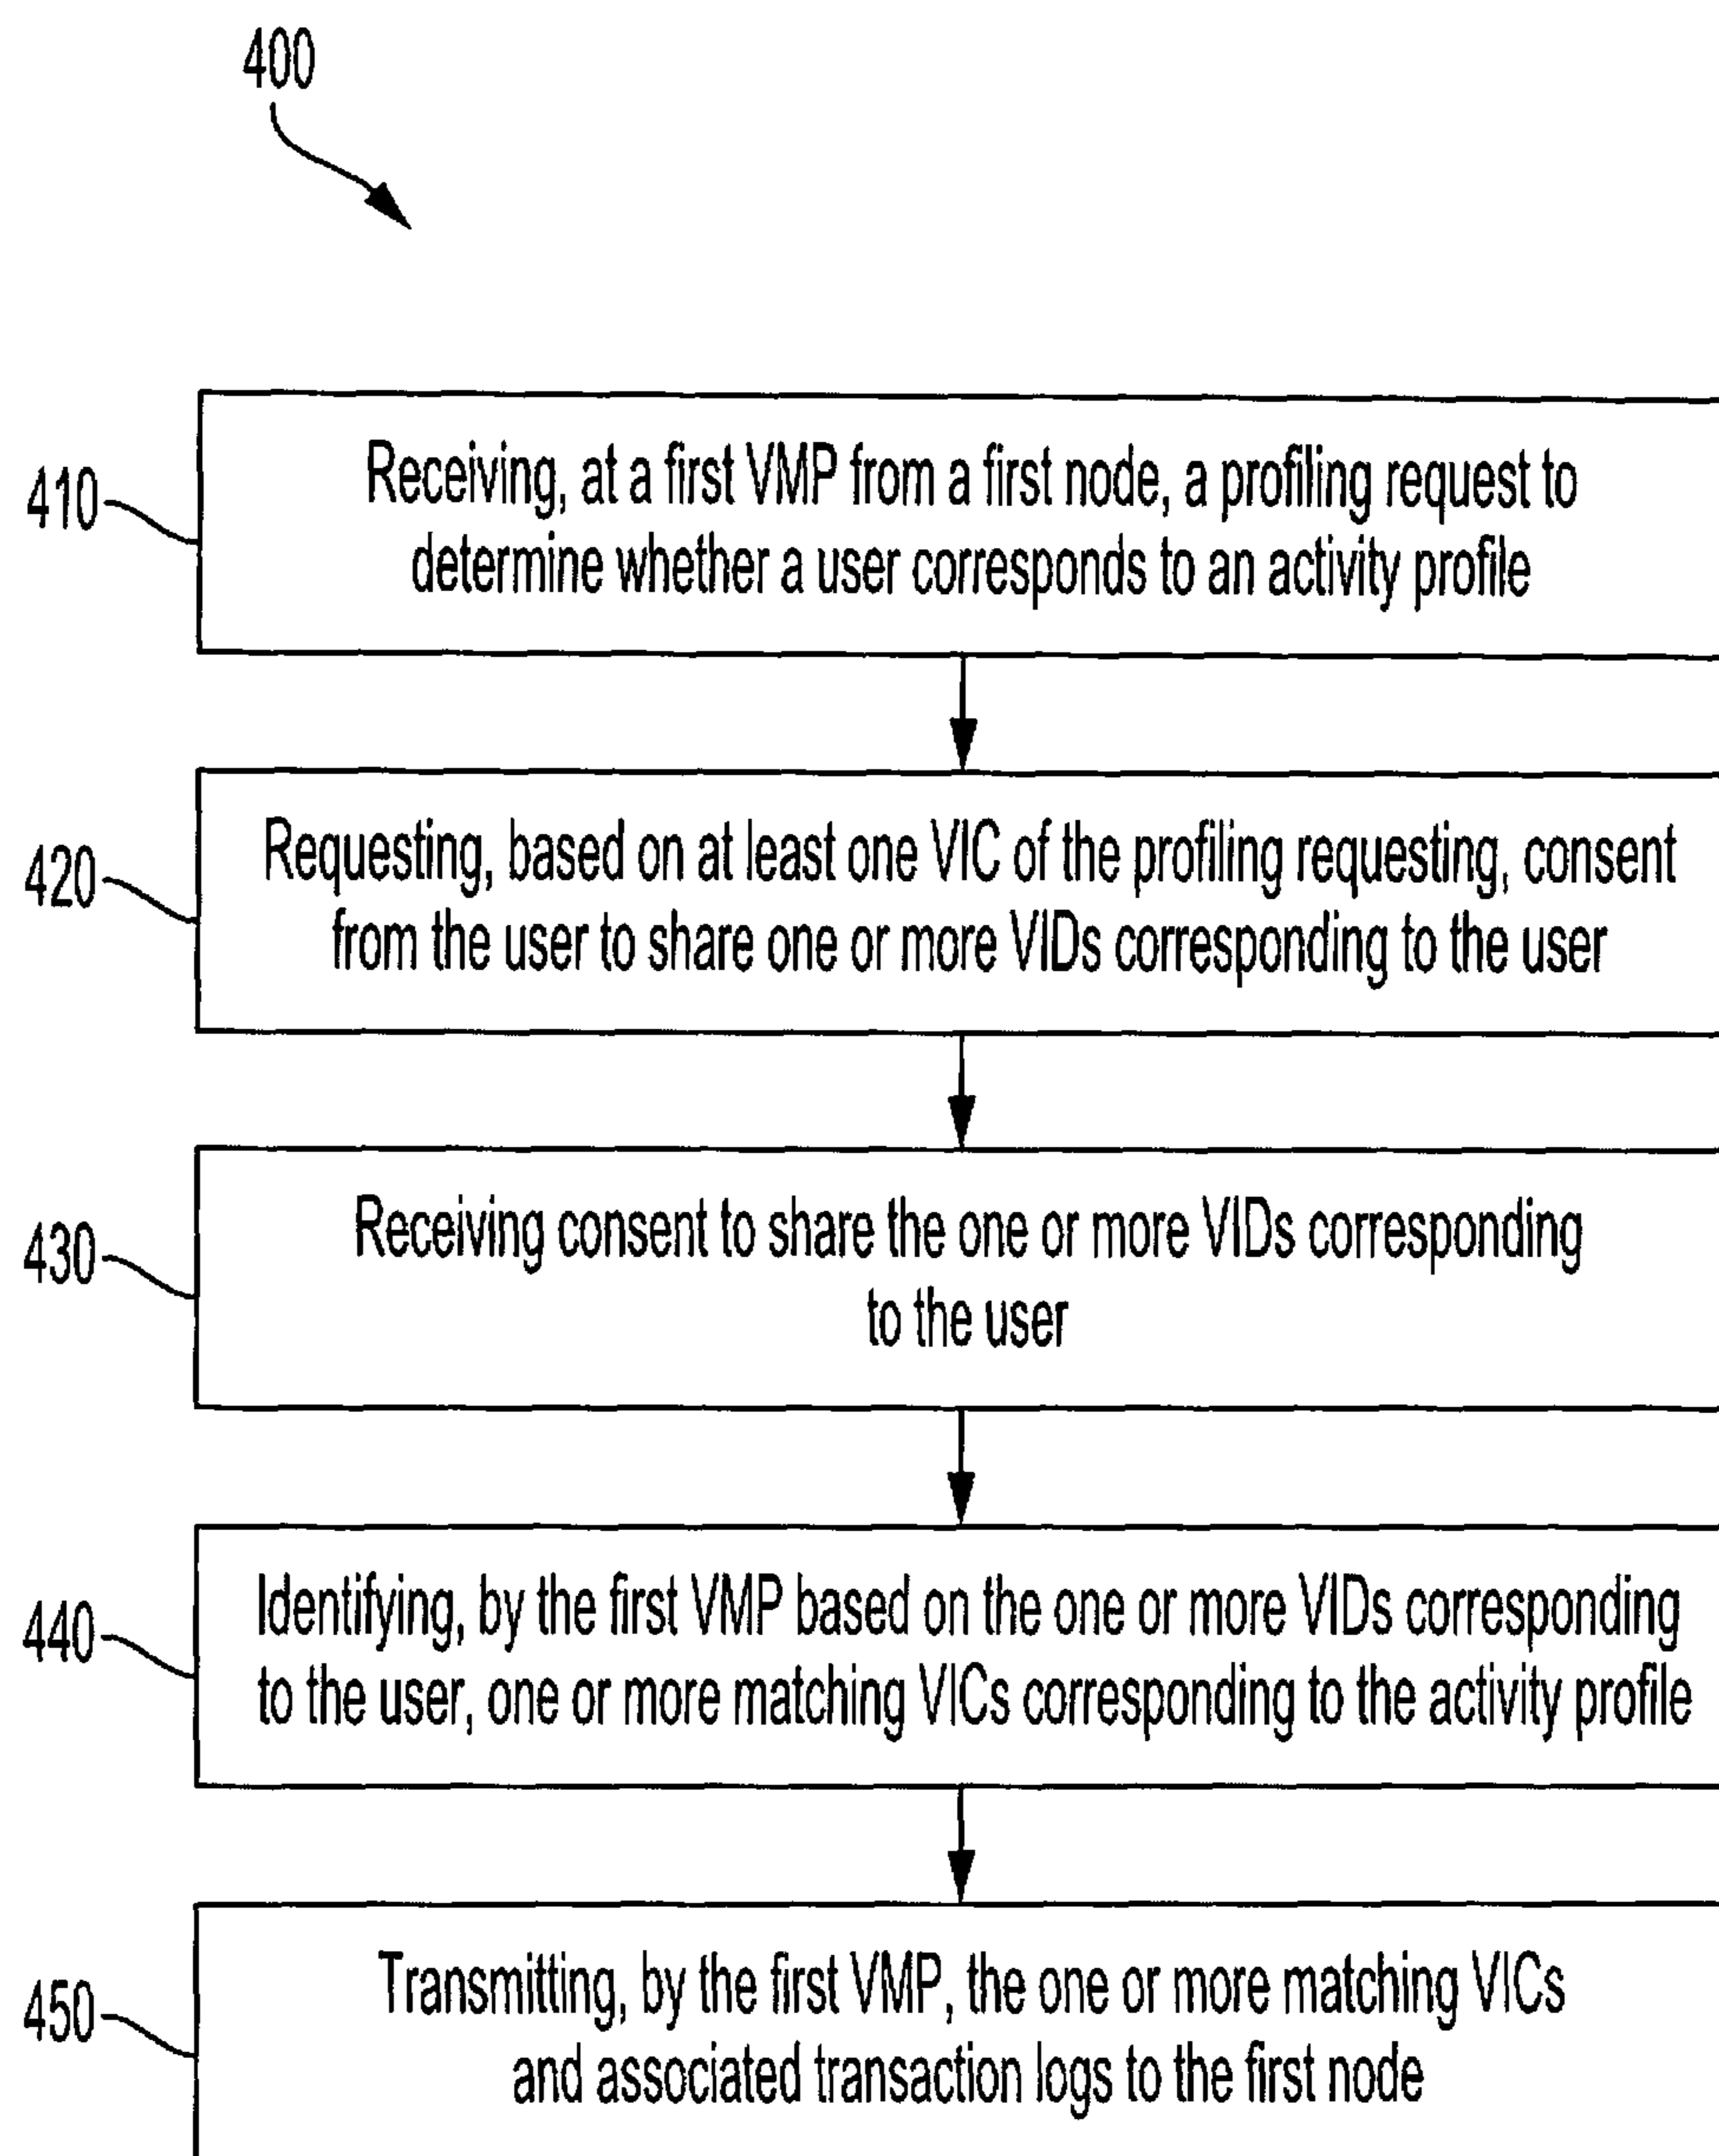 400
410
Receiving, at a first VMP from a first node, a profiling request to
determine whether a user corresponds to an activity profile
420
Requesting, based on at least one VIC of the profiling requesting, consent
from the user to share one or more VIDs corresponding to the user
430
Receiving consent to share the one or more VIDs corresponding
to the user
440
Identifying, by the first VMP based on the one or more VIDs corresponding
to the user, one or more matching VICs corresponding to the activity profile
450
Transmitting, by the first VMP, the one or more matching VICs
and associated transaction logs to the first node